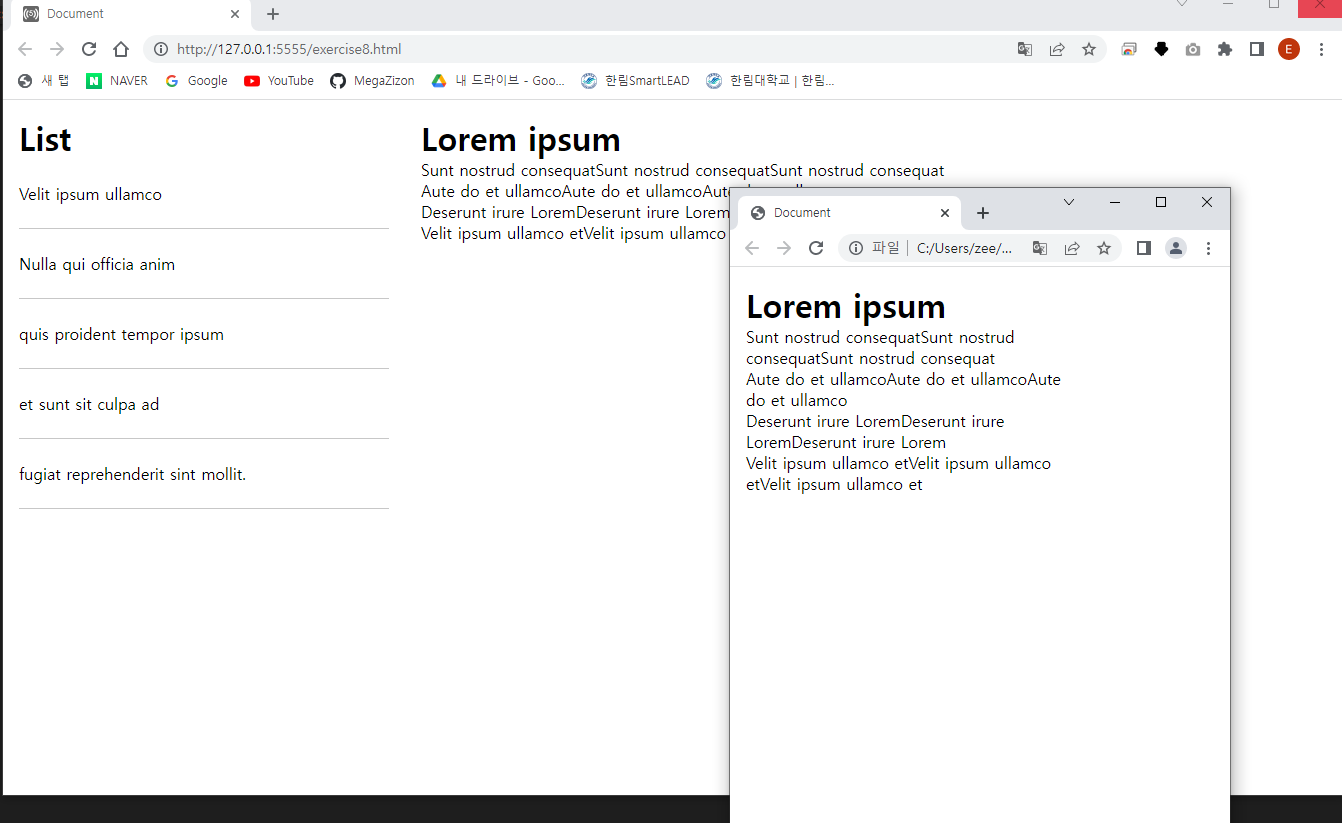 Document
http://127.0.0.1:5555/exercise8.html
E
새 탭 NAVER Google YouTube MegaZizon 내 드라이브 - Goo... 한림SmartLEAD 한림대학교 | 한림...
List
Velit ipsum ullamco
Nulla qui officia anim
quis proident tempor ipsum
et sunt sit culpa ad
fugiat reprehenderit sint mollit.
Lorem ipsum
Sunt nostrud consequatSunt nostrud consequatSunt nostrud consequat
Aute do et ullamcoAute do et ullamcoAute
Deserunt irure LoremDeserunt irure Lorem
Velit ipsum ullamco etVelit ipsum ullamco
Document
파일 C:/Users/zee/...
Lorem ipsum
Sunt nostrud consequatSunt nostrud
consequatSunt nostrud consequat
Aute do et ullamcoAute do et ullamcoAute
do et ullamco
Deserunt irure LoremDeserunt irure
LoremDeserunt irure Lorem
Velit ipsum ullamco etVelit ipsum ullamco
etVelit ipsum ullamco et